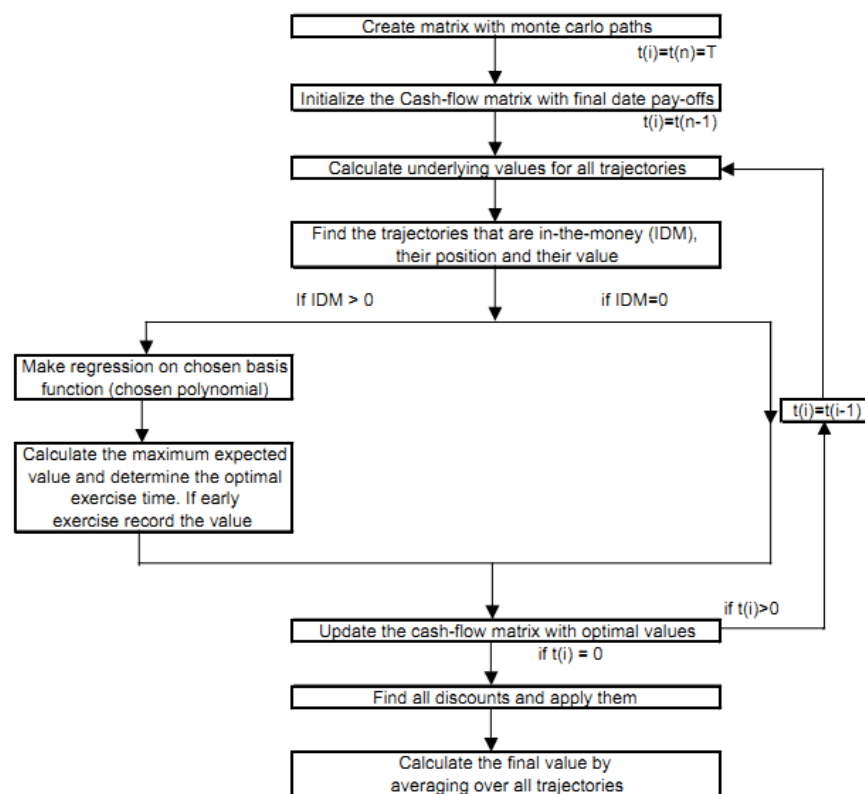 Create matrix with monte carlo paths
t(i)=t(n)=T
Initialize the Cash-flow matrix with final date pay-offs
t(i)=t(n-1)
Calculate underlying values for all trajectories
Find the trajectories that are in-the-money (IDM),
their position and their value
If IDM > 0
if IDM=0
Make regression on chosen basis
function (chosen polynomial)
t(i)=t(i-1)
Calculate the maximum expected
value and determine the optimal
exercise time. If early
exercise record the value
if t(i)>0
Update the cash-flow matrix with optimal values
if t(i) = 0
Find all discounts and apply them
Calculate the final value by
averaging over all trajectories